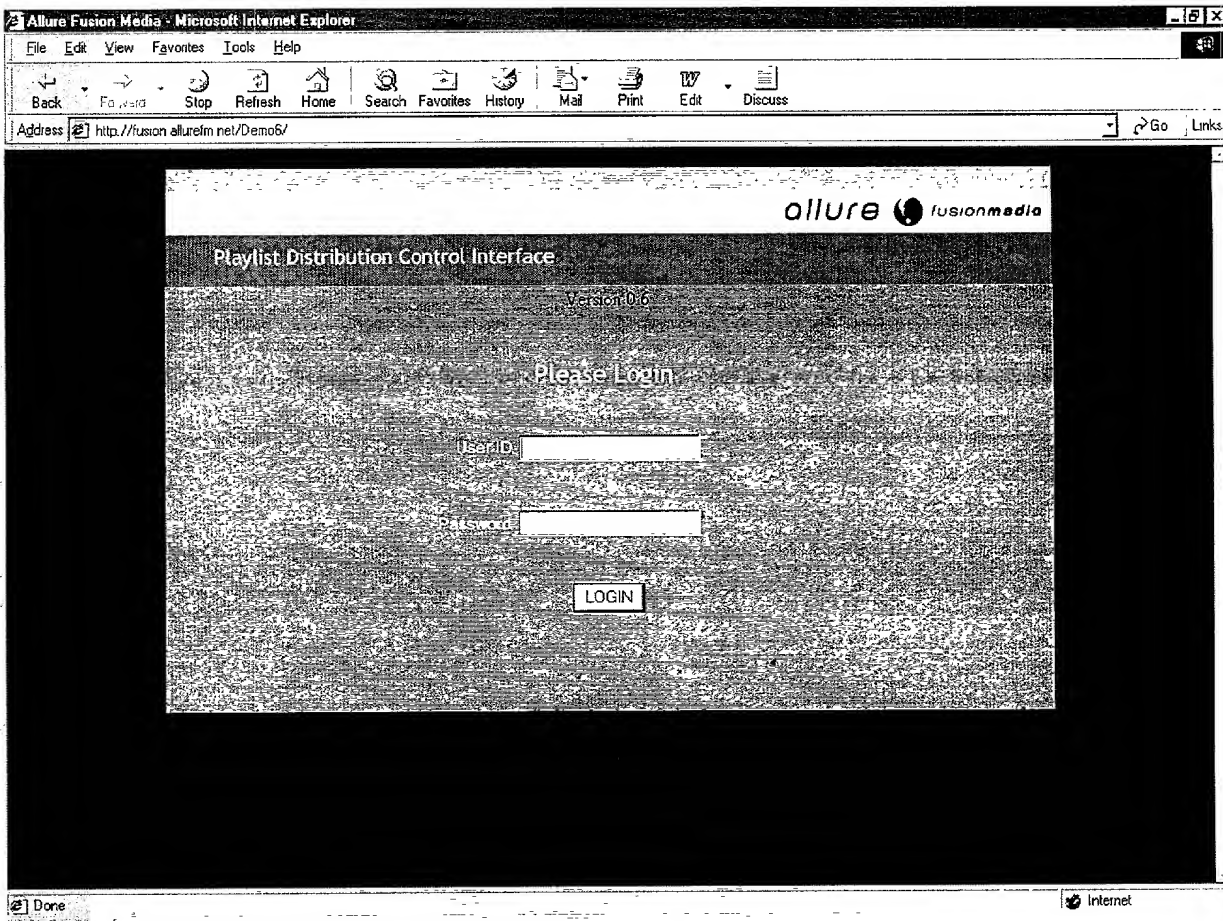 Allure Fusion Media - Microsoft Internet Explorer
File Edit View Favorites Tools Help
Back Forward Stop Refresh Home Search Favorites History Mail Print Edit Discuss
Address http://fusion allurefm net/Demo6/ Go Links
allure fusionmedia
Playlist Distribution Control Interface
Version 0.6
Please Login
User ID:
Password:
LOGIN
Done Internet